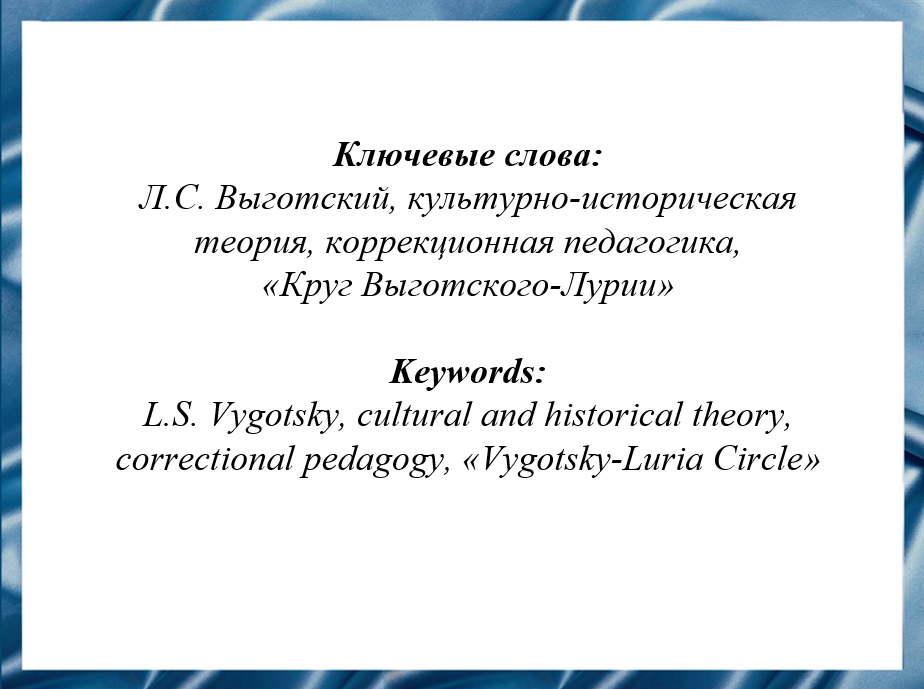 Ключевые слова:
Л.С. Выготский, культурно-историческая
теория, коррекционная педагогика,
«Круг Выготского-Лурии»
Keywords:
L.S. Vygotsky, cultural and historical theory,
correctional pedagogy, «Vygotsky-Luria Circle»